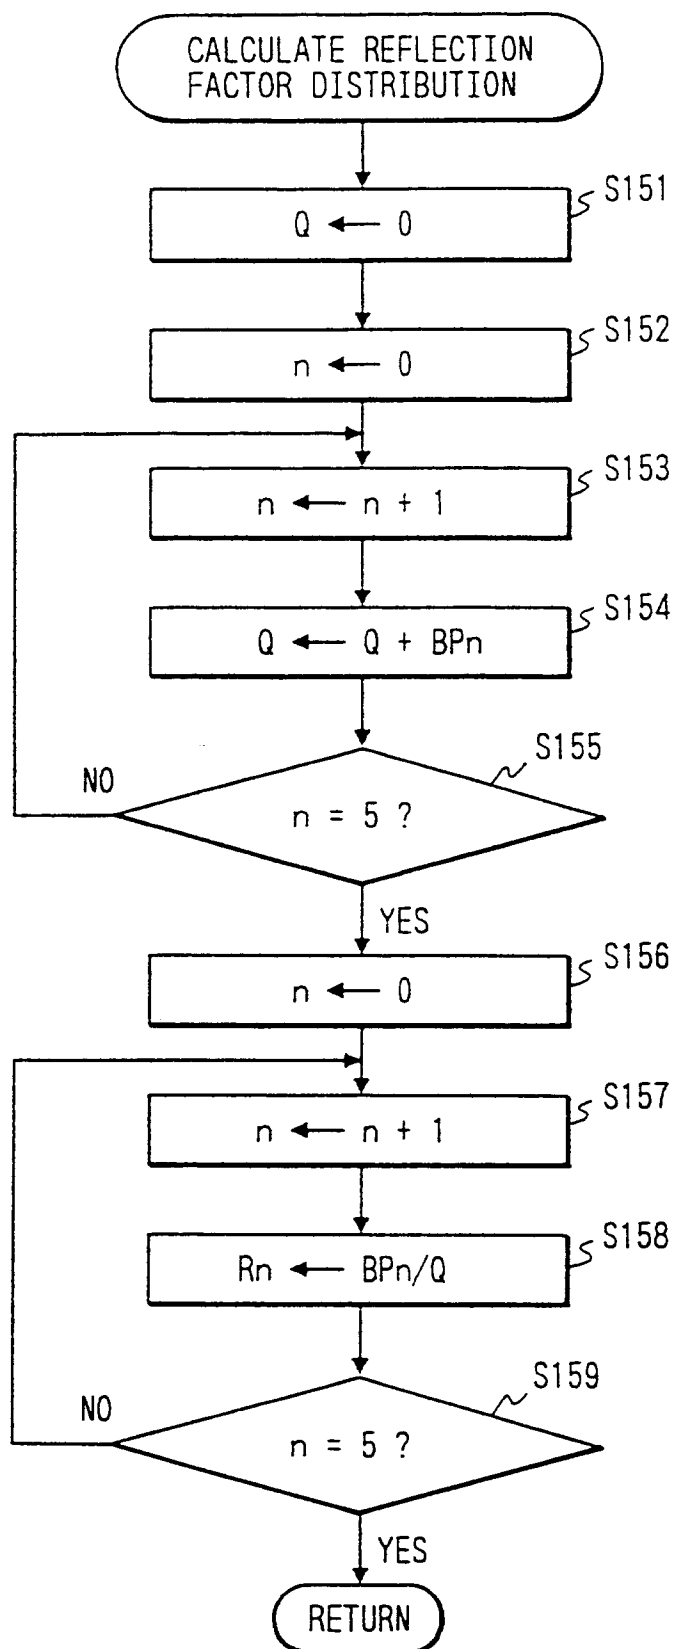 CALCULATE REFLECTION
FACTOR DISTRIBUTION
S151
Q ← 0
S152
n ← 0
S153
n ← n + 1
S154
Q ← Q + BPn
S155
NO
n = 5 ?
YES
S156
n ← 0
S157
n ← n + 1
S158
Rn ← BPn/Q
S159
NO
n = 5 ?
YES
RETURN